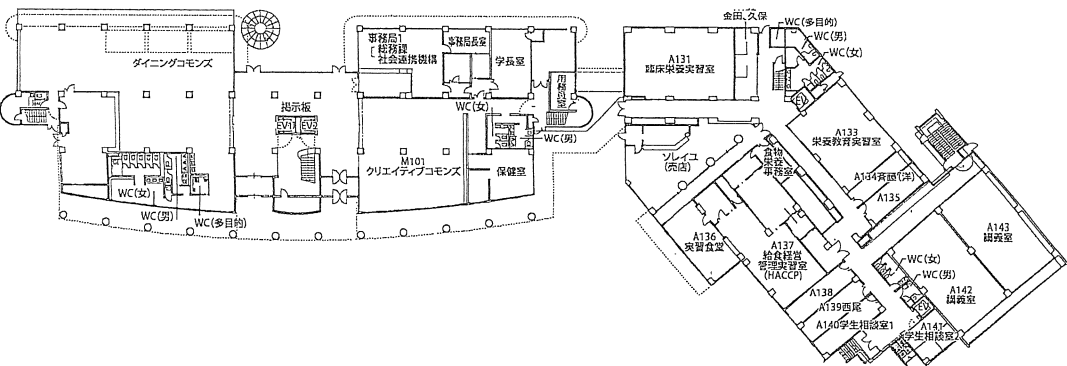 ダイニングコモンズ
WC(女)
WC(男)
WC(多目的)
掲示板
EV1
EV2
事務局1
総務課
社会連携機構
事務局長室
学長室
用務員室
WC(女)
WC(男)
M101
クリエイティブコモンズ
保健室
金田、久保
WC(多目的)
WC(男)
WC(女)
A131
臨床栄養実習室
EV
ソレイユ
(売店)
食物
栄養
事務室
A133
栄養教育実習室
A134斉藤(洋)
A135
A136
実習食堂
A137
給食経営
管理実習室
(HACCP)
A138
A139西尾
A140学生相談室1
WC(女)
WC(男)
EV
A141
学生相談室2
A142
講義室
A143
講義室